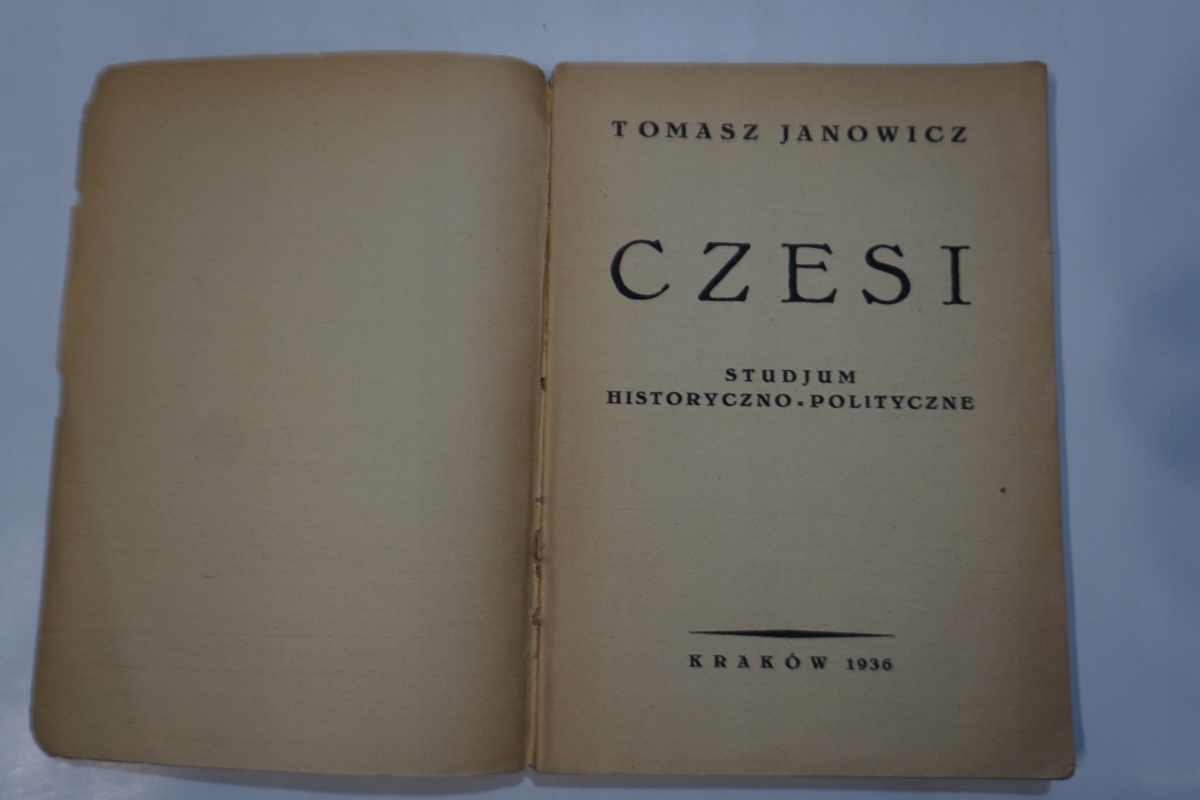 TOMASZ JANOWICZ
CZESI
STUDJUM
HISTORYCZNO-POLITYCZNE
KRAKÓW 1936